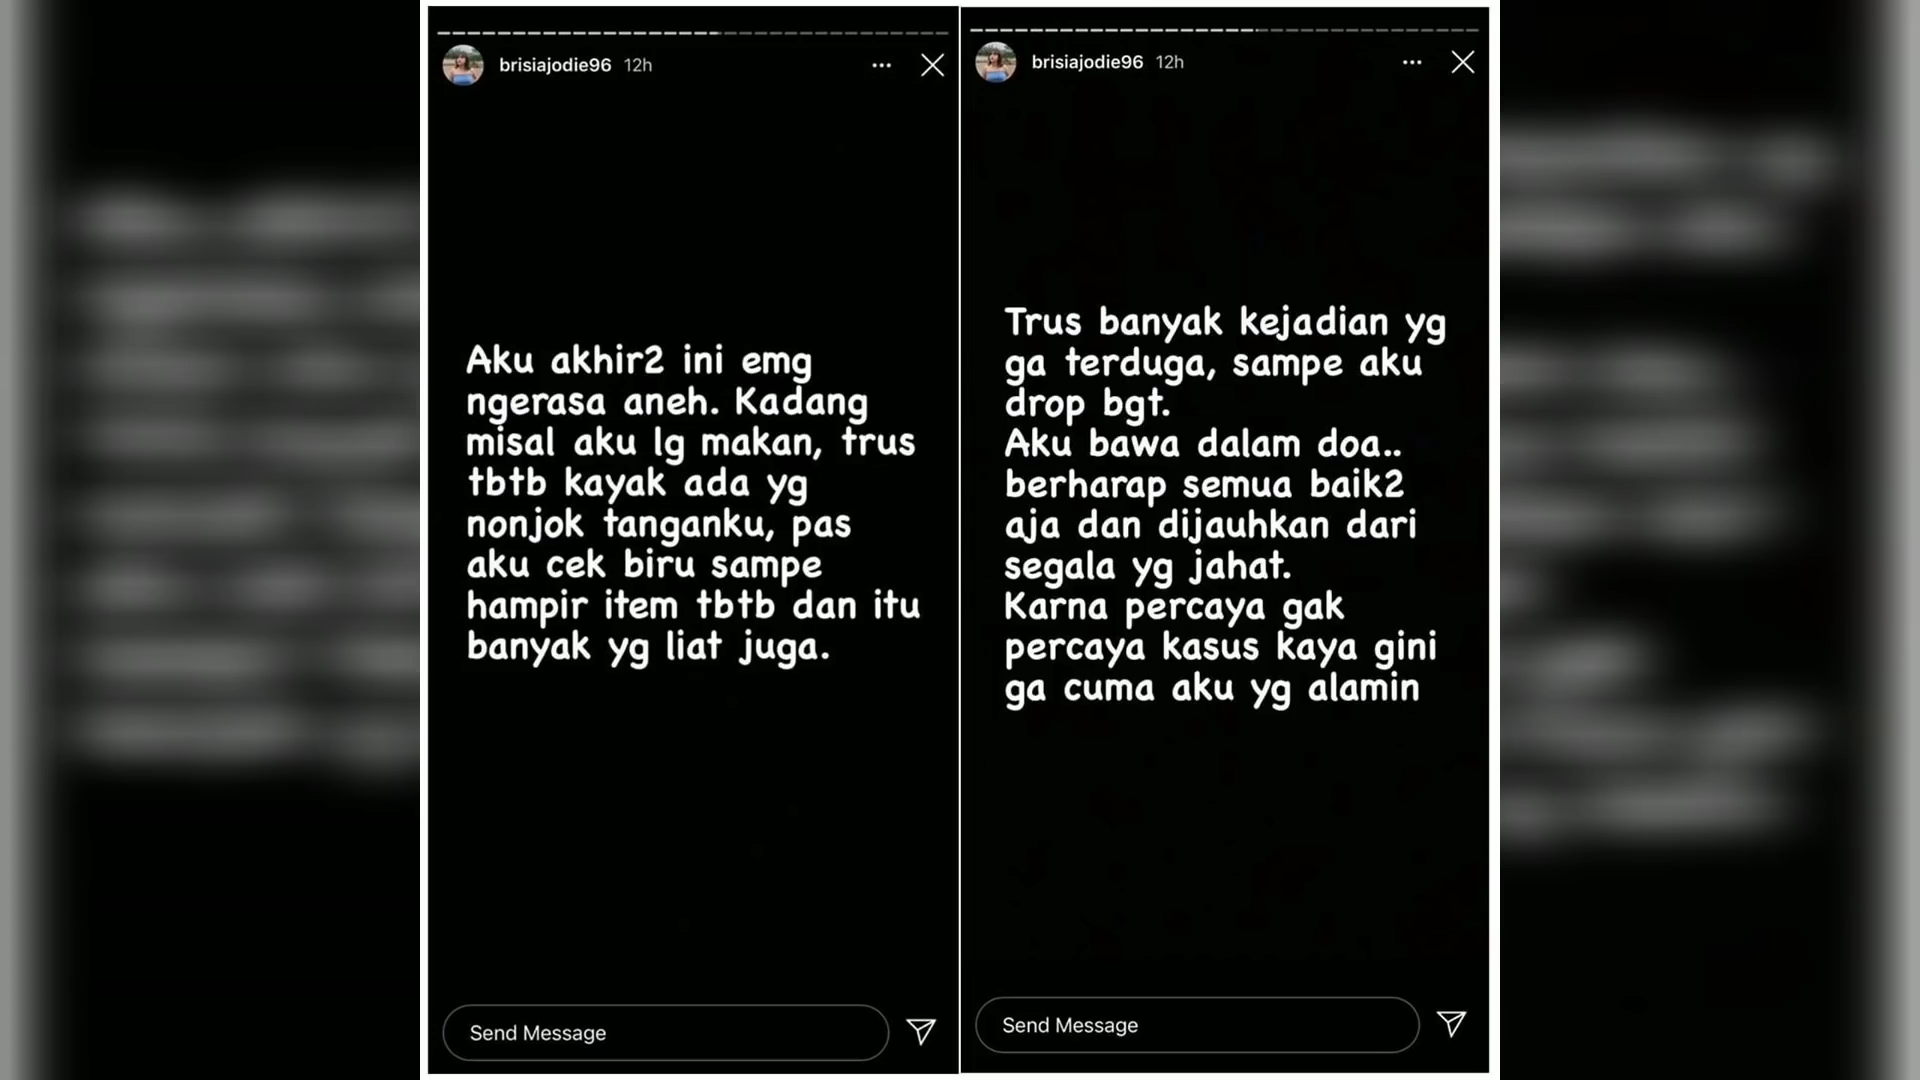 brisiajodie96 12h
Aku akhir2 ini emg
ngerasa aneh. Kadang
misal aku lg makan, trus
tbtb kayak ada yg
nonjok tanganku, pas
aku cek biru sampe
hampir item tbtb dan itu
banyak yg liat juga.
Send Message
brisiajodie96 12h
Trus banyak kejadian yg
ga terduga, sampe aku
drop bgt.
Aku bawa dalam doa..
berharap semua baik2
aja dan dijauhkan dari
segala yg jahat.
Karna percaya gak
percaya kasus kaya gini
ga cuma aku yg alamin
Send Message